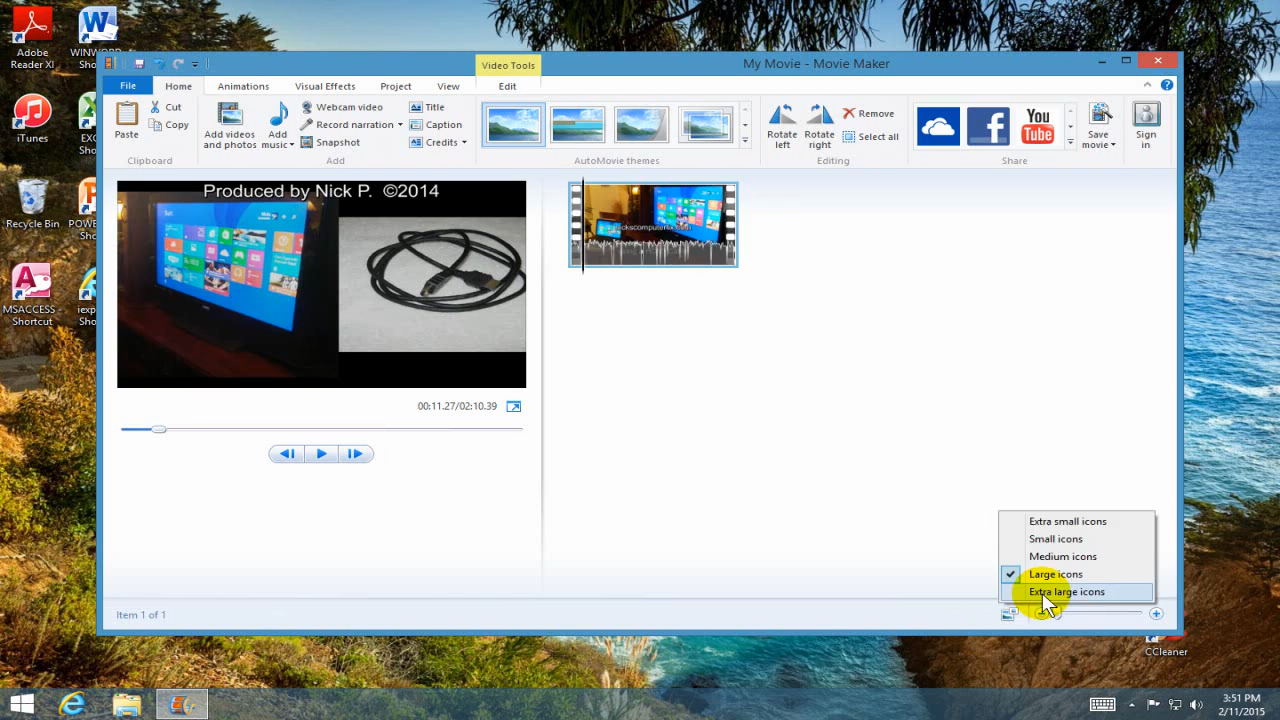 Adobe
Reader XI
WINWORD
Sho
iTunes
EXC
Sho
Recycle Bin
POWE
Sho
MSACCESS
Shortcut
iexp
Sho
Video Tools
My Movie - Movie Maker
File
Home
Animations
Visual Effects
Project
View
Edit
Paste
Cut
Copy
Clipboard
Add videos
and photos
Add
music
Webcam video
Record narration
Snapshot
Title
Caption
Credits
Add
AutoMovie themes
Rotate
left
Rotate
right
Remove
Select all
Editing
You
Tube
Share
Save
movie
Sign
in
Produced by Nick P. ©2014
00:11.27/02:10.39
Extra small icons
Small icons
Medium icons
Large icons
Extra large icons
Item 1 of 1
CCleaner
3:51 PM
2/11/2015